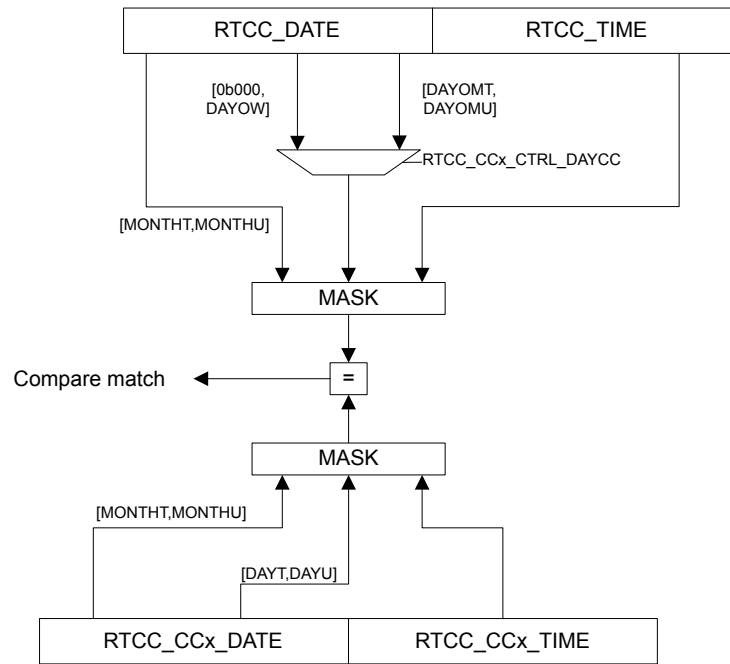 RTCC_DATE RTCC_TIME
[0b000,
DAYOW]
[DAYOMT,
DAYOMU]
RTCC_CCx_CTRL_DAYCC
[MONTHT,MONTHU]
MASK
Compare match
=
MASK
[MONTHT,MONTHU]
[DAYT,DAYU]
RTCC_CCx_DATE RTCC_CCx_TIME